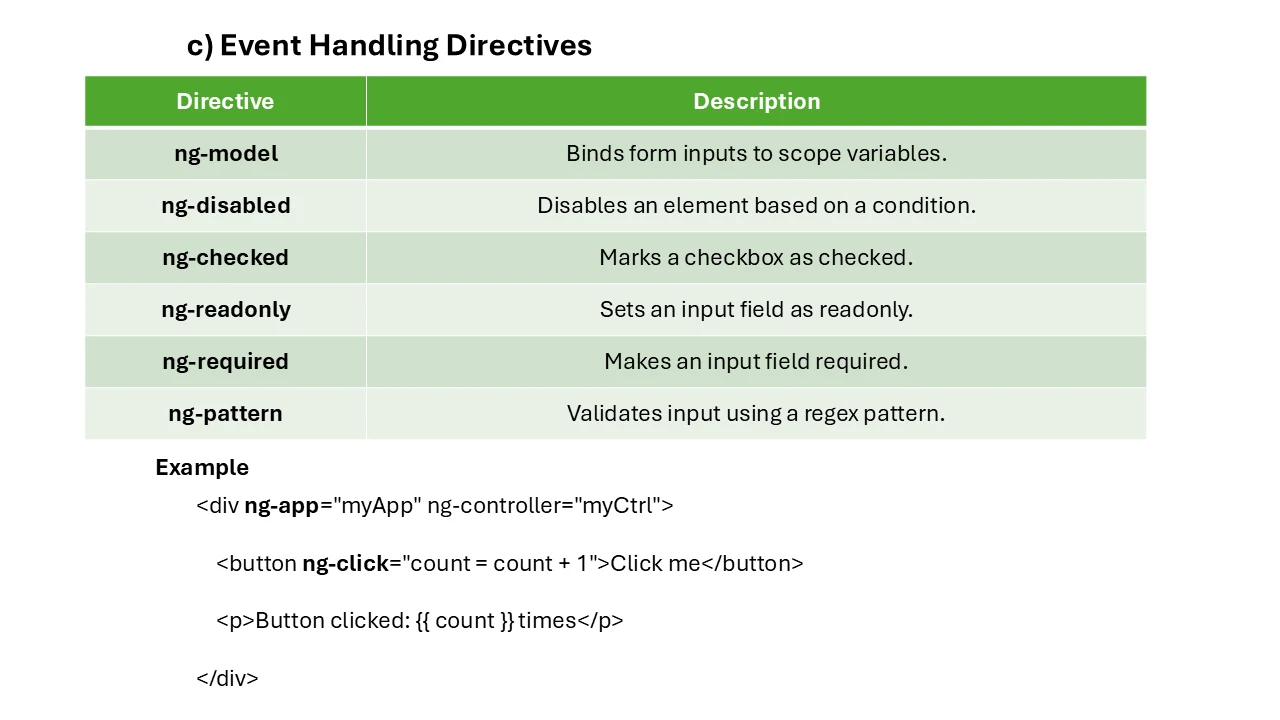 c) Event Handling Directives
Directive Description
ng-model Binds form inputs to scope variables.
ng-disabled Disables an element based on a condition.
ng-checked Marks a checkbox as checked.
ng-readonly Sets an input field as readonly.
ng-required Makes an input field required.
ng-pattern Validates input using a regex pattern.
Example
<div ng-app="myApp" ng-controller="myCtrl">
<button ng-click="count = count + 1">Click me</button>
<p>Button clicked: {{ count }} times</p>
</div>